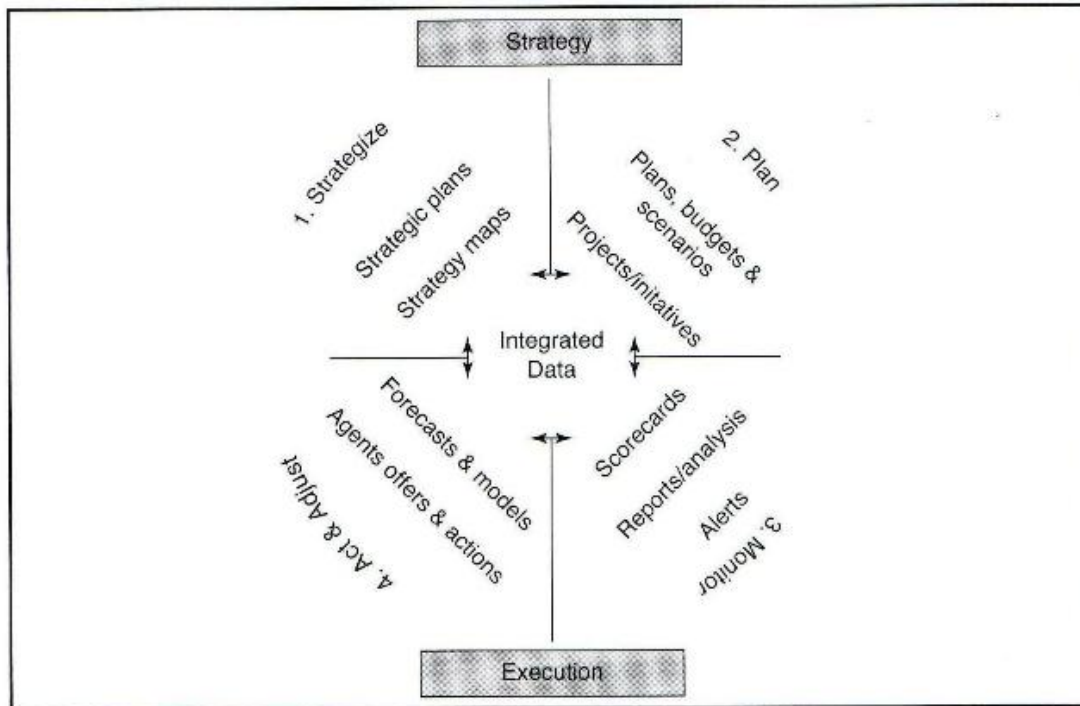 Strategy
1. Strategize
Strategic plans
Strategy maps
2. Plan
Plans, budgets &
scenarios
Projects/initatives
Integrated
Data
Scorecards
Reports/analysis
Alerts
3. Monitor
Forecasts & models
Agents offers & actions
4. Act & Adjust
Execution